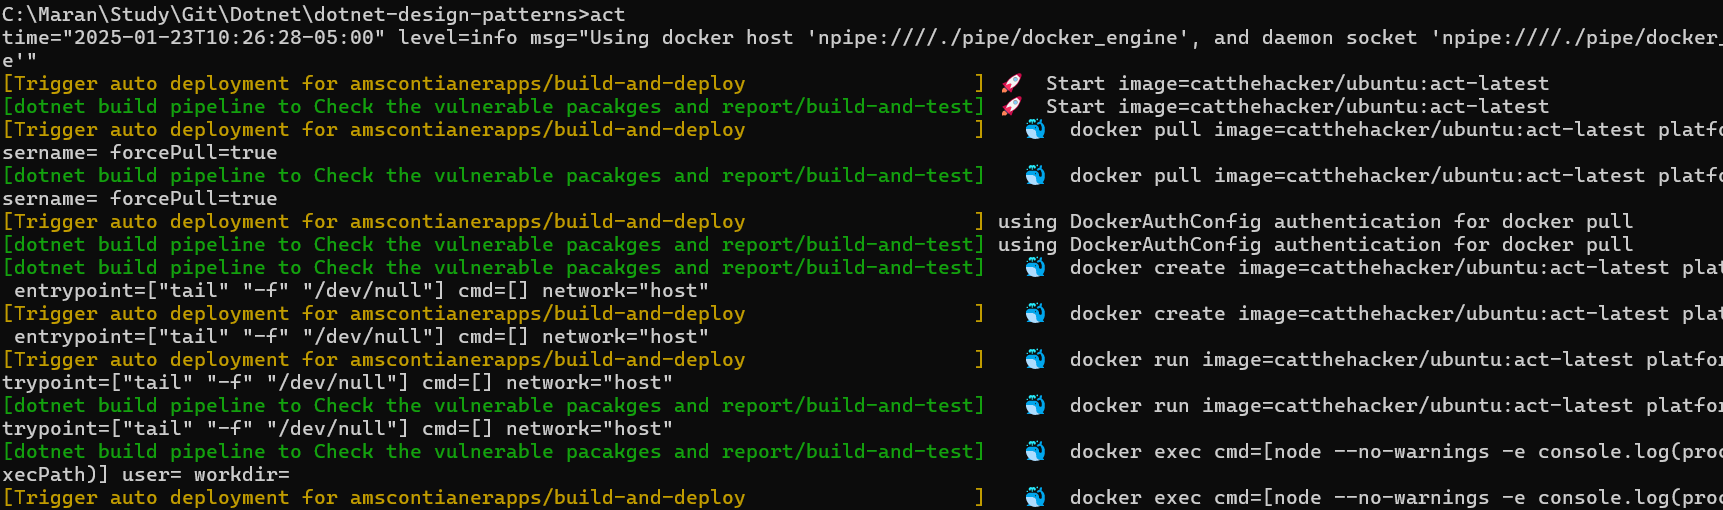 C:\Maran\Study\Git\Dotnet\dotnet-design-patterns>act
time="2025-01-23T10:26:28-05:00" level=info msg="Using docker host 'npipe:////./pipe/docker_engine', and daemon socket 'npipe:////./pipe/docker_
e'"
[Trigger auto deployment for amscontianerapps/build-and-deploy                   ] 🚀  Start image=catthehacker/ubuntu:act-latest
[dotnet build pipeline to Check the vulnerable pacakges and report/build-and-test] 🚀  Start image=catthehacker/ubuntu:act-latest
[Trigger auto deployment for amscontianerapps/build-and-deploy                   ]   🐳  docker pull image=catthehacker/ubuntu:act-latest platfo
sername= forcePull=true
[dotnet build pipeline to Check the vulnerable pacakges and report/build-and-test]   🐳  docker pull image=catthehacker/ubuntu:act-latest platfo
sername= forcePull=true
[Trigger auto deployment for amscontianerapps/build-and-deploy                   ] using DockerAuthConfig authentication for docker pull
[dotnet build pipeline to Check the vulnerable pacakges and report/build-and-test] using DockerAuthConfig authentication for docker pull
[dotnet build pipeline to Check the vulnerable pacakges and report/build-and-test]   🐳  docker create image=catthehacker/ubuntu:act-latest plat
 entrypoint=["tail" "-f" "/dev/null"] cmd=[] network="host"
[Trigger auto deployment for amscontianerapps/build-and-deploy                   ]   🐳  docker create image=catthehacker/ubuntu:act-latest plat
 entrypoint=["tail" "-f" "/dev/null"] cmd=[] network="host"
[Trigger auto deployment for amscontianerapps/build-and-deploy                   ]   🐳  docker run image=catthehacker/ubuntu:act-latest platfor
trypoint=["tail" "-f" "/dev/null"] cmd=[] network="host"
[dotnet build pipeline to Check the vulnerable pacakges and report/build-and-test]   🐳  docker run image=catthehacker/ubuntu:act-latest platfor
trypoint=["tail" "-f" "/dev/null"] cmd=[] network="host"
[dotnet build pipeline to Check the vulnerable pacakges and report/build-and-test]   🐳  docker exec cmd=[node --no-warnings -e console.log(proc
xecPath)] user= workdir=
[Trigger auto deployment for amscontianerapps/build-and-deploy                   ]   🐳  docker exec cmd=[node --no-warnings -e console.log(proc